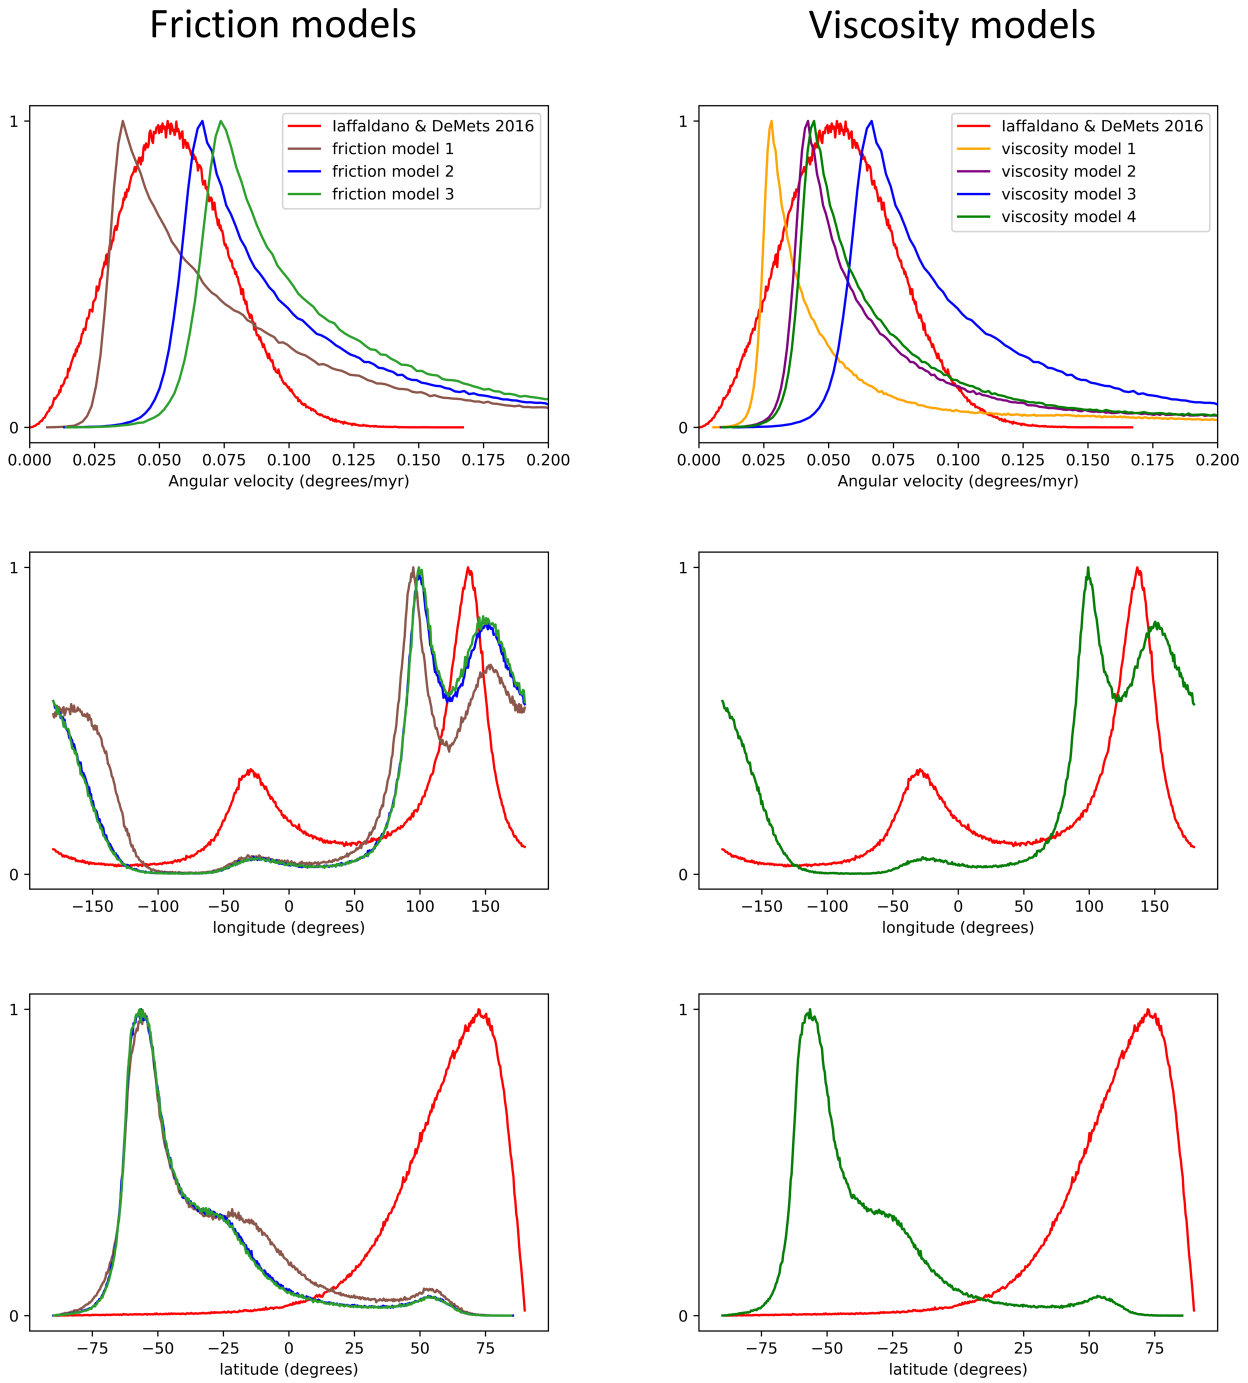 Friction models
Viscosity models
1
0
Iaffaldano & DeMets 2016
friction model 1
friction model 2
friction model 3
0.000 0.025 0.050 0.075 0.100 0.125 0.150 0.175 0.200
Angular velocity (degrees/myr)
1
0
Iaffaldano & DeMets 2016
viscosity model 1
viscosity model 2
viscosity model 3
viscosity model 4
0.000 0.025 0.050 0.075 0.100 0.125 0.150 0.175 0.200
Angular velocity (degrees/myr)
1
0
−150 −100 −50 0 50 100 150
longitude (degrees)
1
0
−150 −100 −50 0 50 100 150
longitude (degrees)
1
0
−75 −50 −25 0 25 50 75
latitude (degrees)
1
0
−75 −50 −25 0 25 50 75
latitude (degrees)